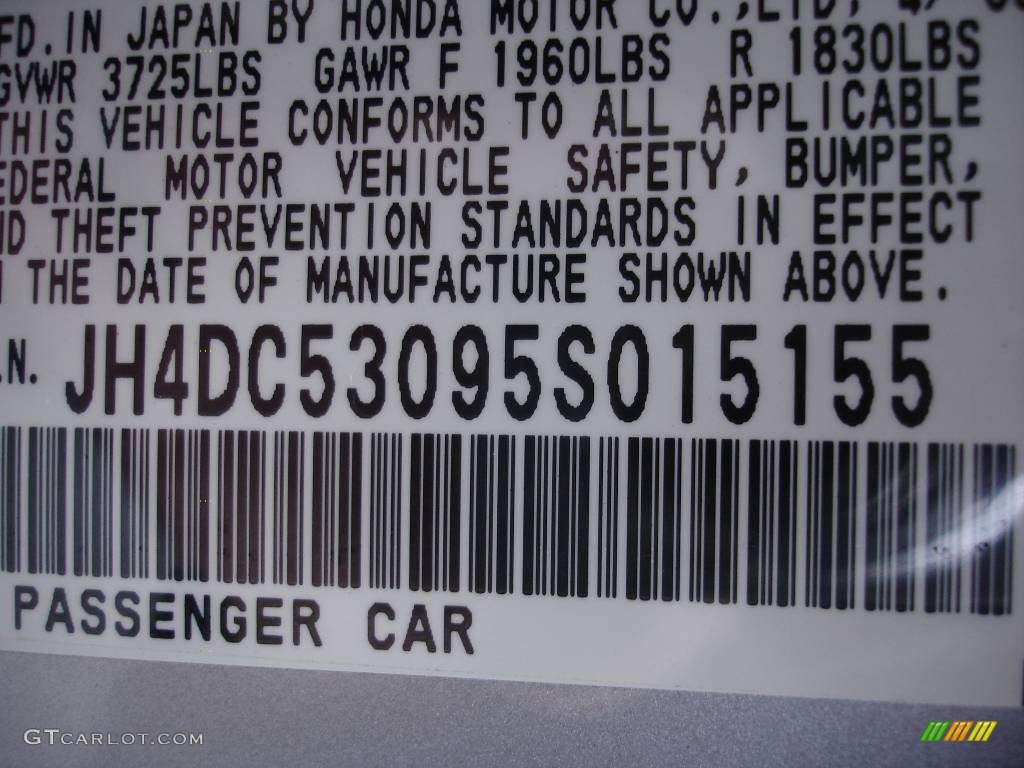 FD. IN JAPAN BY HONDA MOTOR CO., LTD.
GVWR 3725LBS GAWR F 1960LBS R 1830LBS
THIS VEHICLE CONFORMS TO ALL APPLICABLE
EDERAL MOTOR VEHICLE SAFETY, BUMPER,
ND THEFT PREVENTION STANDARDS IN EFFECT
THE DATE OF MANUFACTURE SHOWN ABOVE.
.N. JH4DC53095S015155
PASSENGER CAR
GTCARLOT.COM